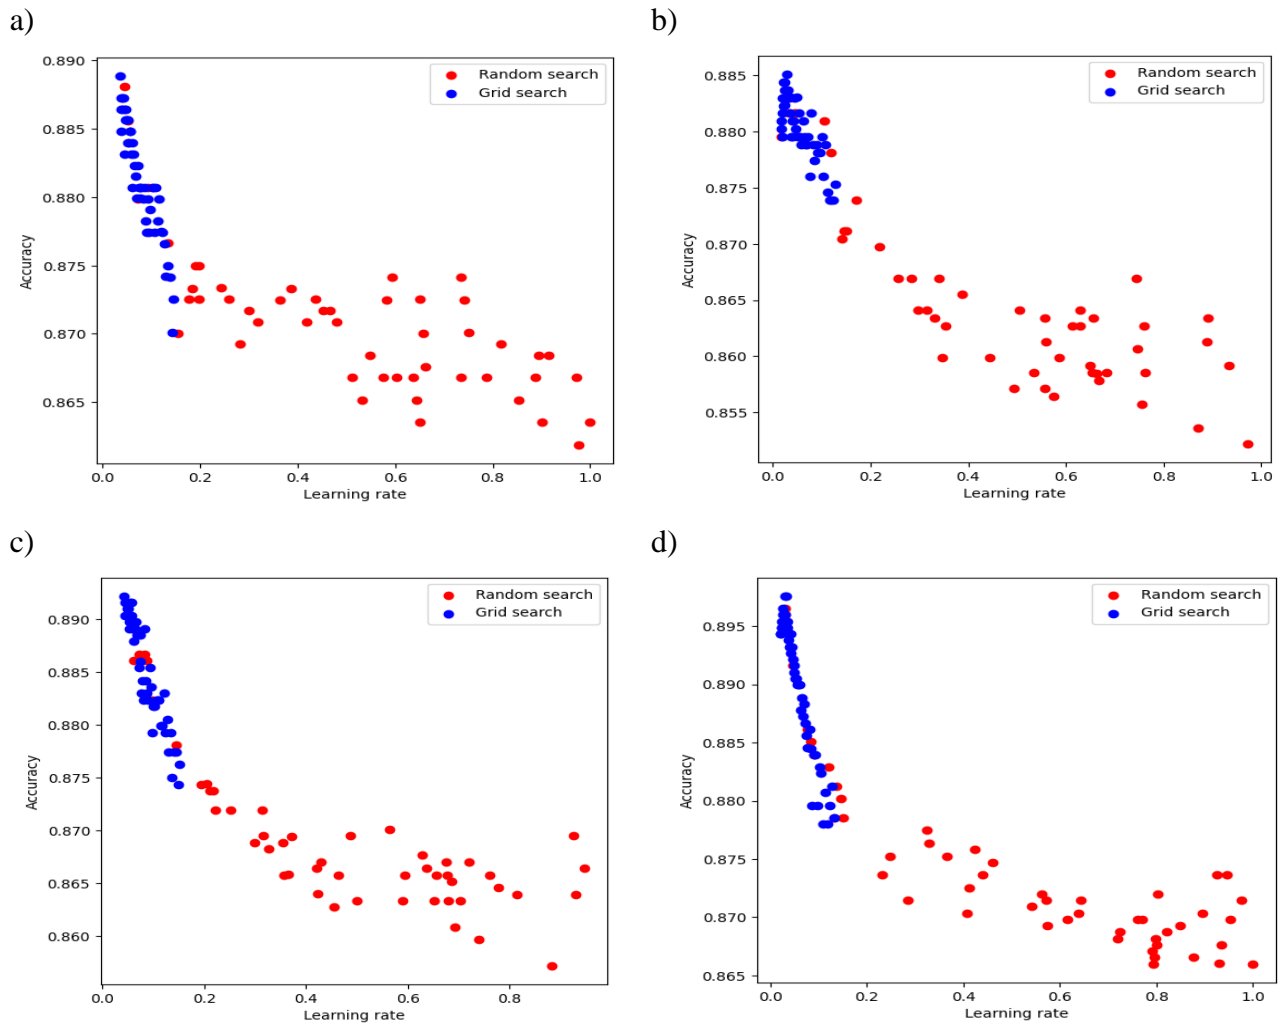 a)
0.890
0.885
0.880
0.875
0.870
0.865
Accuracy
0.0 0.2 0.4 0.6 0.8 1.0
Learning rate
Random search
Grid search
b)
0.885
0.880
0.875
0.870
0.865
0.860
0.855
Accuracy
0.0 0.2 0.4 0.6 0.8 1.0
Learning rate
Random search
Grid search
c)
0.890
0.885
0.880
0.875
0.870
0.865
0.860
Accuracy
0.0 0.2 0.4 0.6 0.8
Learning rate
Random search
Grid search
d)
0.895
0.890
0.885
0.880
0.875
0.870
0.865
Accuracy
0.0 0.2 0.4 0.6 0.8 1.0
Learning rate
Random search
Grid search